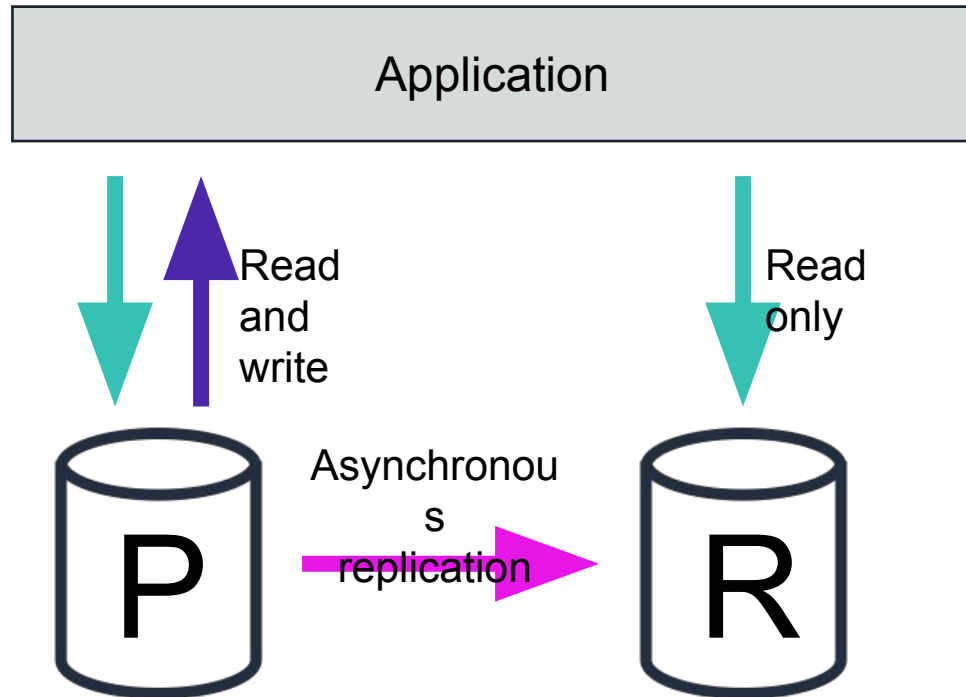 Application
Read
and
write
Read
only
Asynchronou
s
replication
P
R